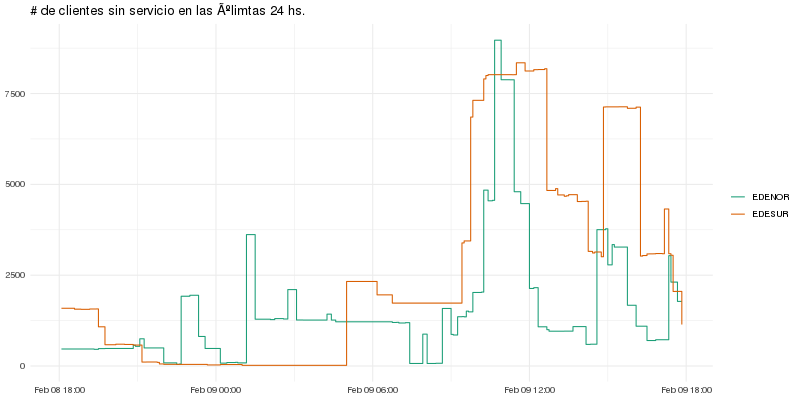 # de clientes sin servicio en las Ãºlimtas 24 hs.
7500
5000
2500
0
Feb 08 18:00
Feb 09 00:00
Feb 09 06:00
Feb 09 12:00
Feb 09 18:00
EDENOR
EDESUR